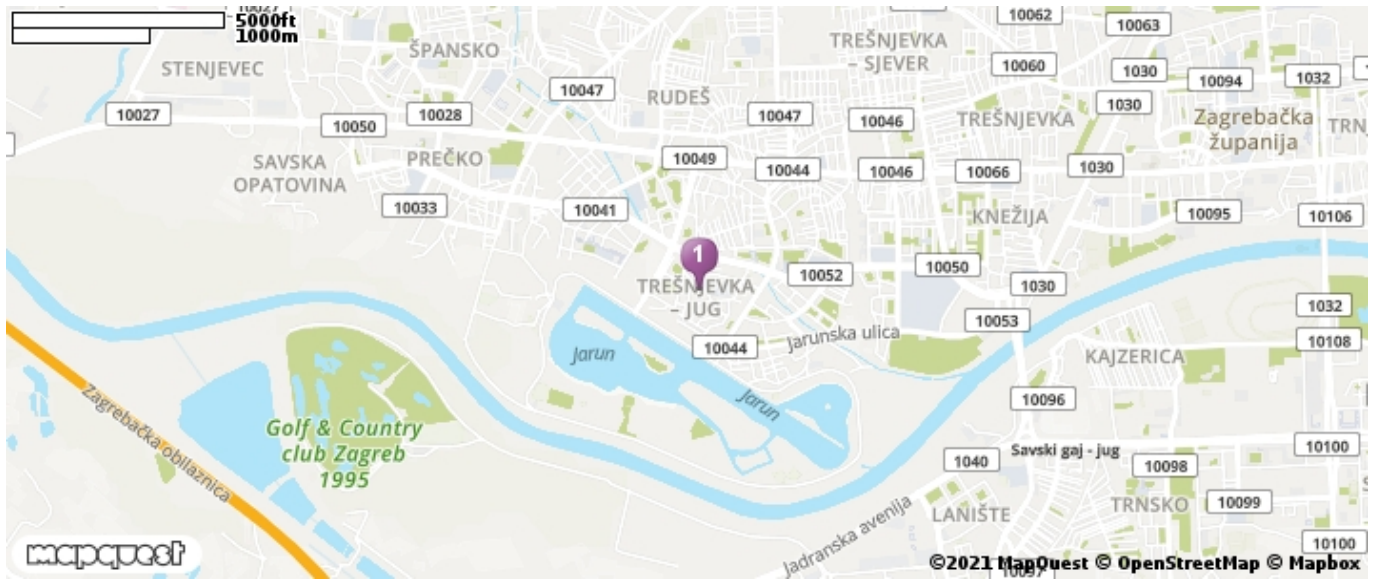 10027
5000ft
1000m
10062
10063
ŠPANSKO
TREŠNJEVKA
– SJEVER
STENJEVEC
10060
1030
10094
1032
10047
RUDEŠ
1030
10027
10028
10050
10047
10046
TREŠNJEVKA
Zagrebačka
županija
TRN
SAVSKA
OPATOVINA
PREČKO
10049
10044
10046
10066
1030
10033
10041
KNEŽIJA
10095
10106
1
10052
10050
1030
TREŠNJEVKA
– JUG
1032
10053
10108
Jarun
10044
Jarunska ulica
KAJZERICA
Zagrebačka obilaznica
Jarun
10096
Golf & Country
club Zagreb
1995
Savski gaj - jug
10100
1040
10098
Jadranska avenija
LANIŠTE
TRNSKO
10099
10100
mapquest
©2021 MapQuest © OpenStreetMap © Mapbox
10097